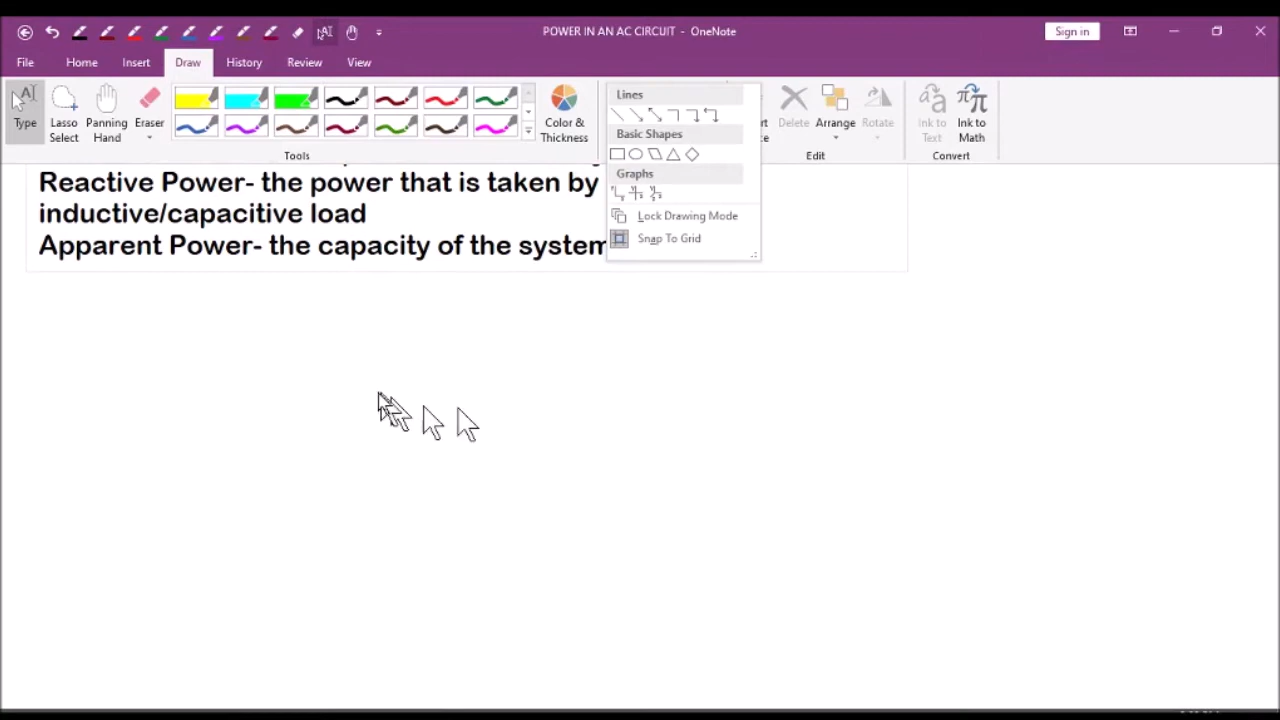 POWER IN AN AC CIRCUIT - OneNote
Sign in
File Home Insert Draw History Review View
Type
Lasso Select
Panning Hand
Eraser
Color & Thickness
Lines
Basic Shapes
Graphs
Lock Drawing Mode
Snap To Grid
Delete
Arrange
Rotate
Ink to Text
Ink to Math
Tools
Edit
Convert
Reactive Power- the power that is taken by
inductive/capacitive load
Apparent Power- the capacity of the system